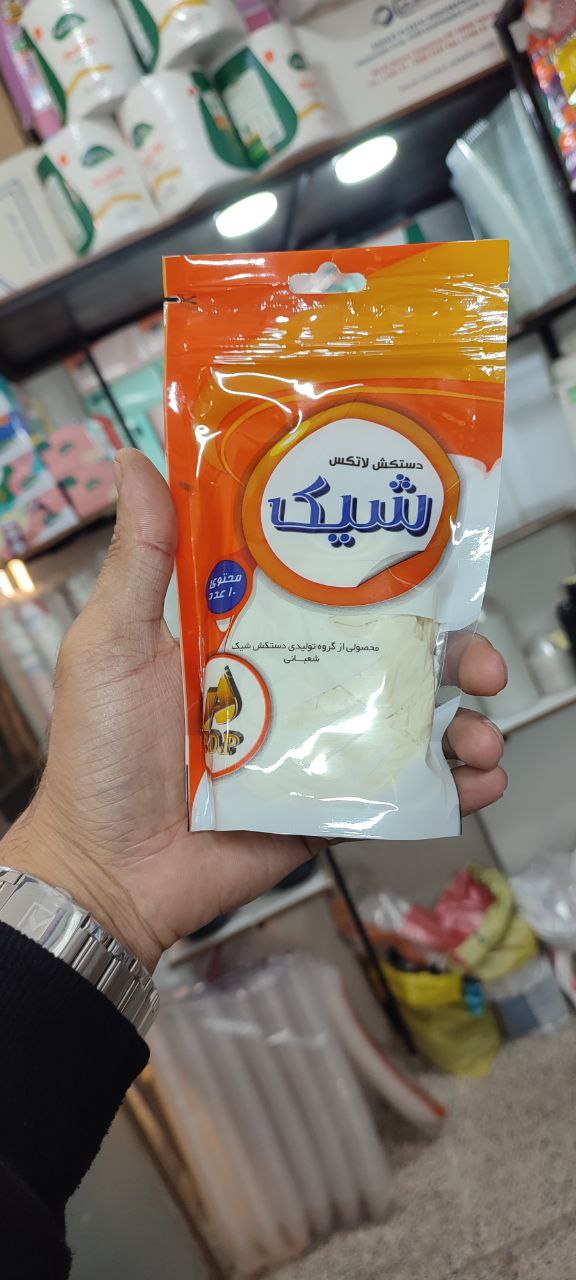 دستکش لاتکس
شیک
محتوی
۱۰ عدد
محصولی از گروه تولیدی دستکش شیک
شعبانی